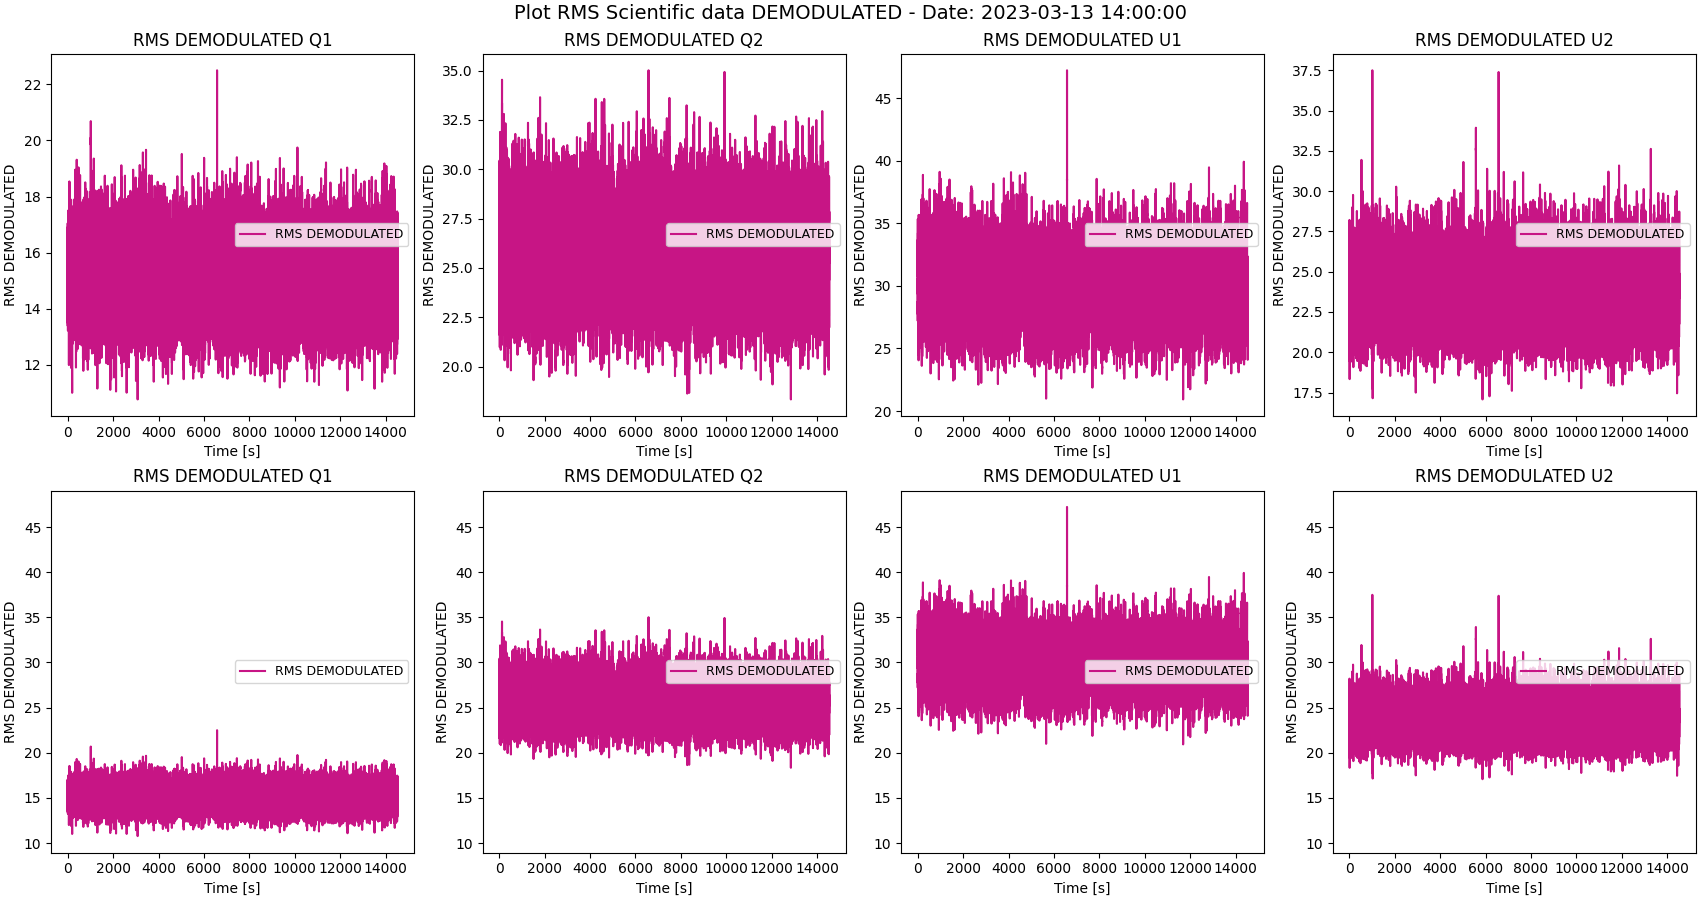 Plot RMS Scientific data DEMODULATED - Date: 2023-03-13 14:00:00
RMS DEMODULATED Q1
RMS DEMODULATED
22
20
18
16
14
12
RMS DEMODULATED
0 2000 4000 6000 8000 10000 12000 14000
Time [s]
RMS DEMODULATED Q2
RMS DEMODULATED
35.0
32.5
30.0
27.5
25.0
22.5
20.0
RMS DEMODULATED
0 2000 4000 6000 8000 10000 12000 14000
Time [s]
RMS DEMODULATED U1
RMS DEMODULATED
45
40
35
30
25
20
RMS DEMODULATED
0 2000 4000 6000 8000 10000 12000 14000
Time [s]
RMS DEMODULATED U2
RMS DEMODULATED
37.5
35.0
32.5
30.0
27.5
25.0
22.5
20.0
17.5
RMS DEMODULATED
0 2000 4000 6000 8000 10000 12000 14000
Time [s]
RMS DEMODULATED Q1
RMS DEMODULATED
45
40
35
30
25
20
15
10
RMS DEMODULATED
0 2000 4000 6000 8000 10000 12000 14000
Time [s]
RMS DEMODULATED Q2
RMS DEMODULATED
45
40
35
30
25
20
15
10
RMS DEMODULATED
0 2000 4000 6000 8000 10000 12000 14000
Time [s]
RMS DEMODULATED U1
RMS DEMODULATED
45
40
35
30
25
20
15
10
RMS DEMODULATED
0 2000 4000 6000 8000 10000 12000 14000
Time [s]
RMS DEMODULATED U2
RMS DEMODULATED
45
40
35
30
25
20
15
10
RMS DEMODULATED
0 2000 4000 6000 8000 10000 12000 14000
Time [s]